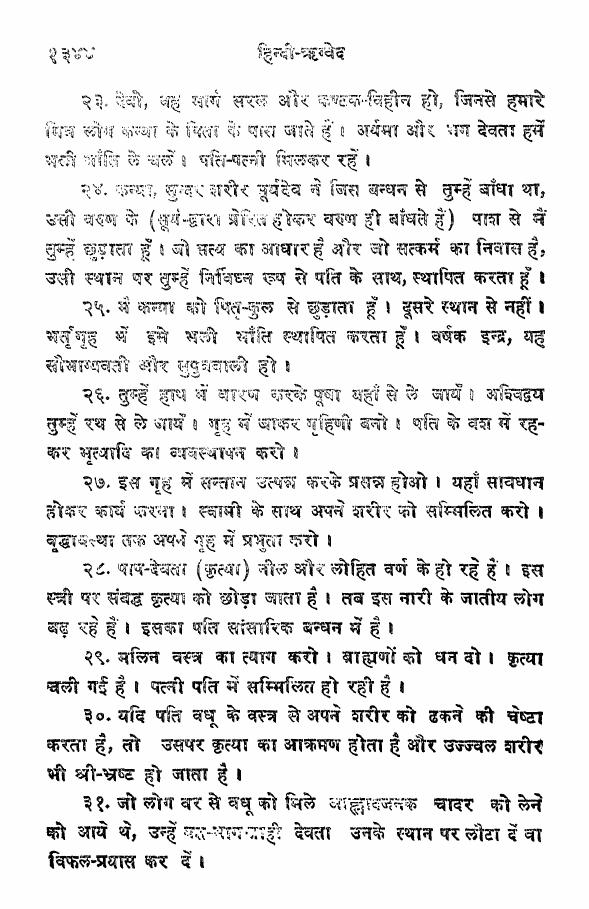 १३४४ हिन्दी-ऋग्वेद
२३. देवो, वह मार्ग सरल और कण्टक-विहीन हो, जिनसे हमारे
मित्र लोग कन्या के पिता के पास जाते हैं। अर्यमा और भग देवता हमें
भली भाँति ले चलें। पति-पत्नी मिलकर रहें।
२४. कन्या, सुन्दर शरीर सूर्यदेव ने जिस बन्धन से तुम्हें बाँधा था,
उसी वरुण के (सूर्य-द्वारा प्रेरित होकर वरुण ही बाँधते हैं) पाश से मैं
तुम्हें छुड़ाता हूँ। जो सत्य का आधार है और जो सत्कर्म का निवास है,
उसी स्थान पर तुम्हें निर्विघ्न रूप से पति के साथ, स्थापित करता हूँ।
२५. मैं कन्या को पितृ-कुल से छुड़ाता हूँ। दूसरे स्थान से नहीं।
भर्तृगृह में इसे भली भाँति स्थापित करता हूँ। वर्षक इन्द्र, यह
सौभाग्यवती और सुपुत्रवाली हो।
२६. तुम्हें हाथ में धारण करके पूषा यहाँ से ले जायँ। अश्विद्वय
तुम्हें रथ से ले जायँ। गृह में जाकर गृहिणी बनो। पति के वश में रह-
कर भृत्यादि का व्यवस्थापन करो।
२७. इस गृह में सन्तान उत्पन्न करके प्रसन्न होओ। यहाँ सावधान
होकर कार्य करना। स्वामी के साथ अपने शरीर को सम्मिलित करो।
वृद्धावस्था तक अपने गृह में प्रभुता करो।
२८. पाप-देवता (कृत्या) नील और लोहित वर्ण के हो रहे हैं। इस
स्त्री पर संबद्ध कृत्या को छोड़ा जाता है। तब इस नारी के जातीय लोग
बढ़ रहे हैं। इसका पति सांसारिक बन्धन में है।
२९. मलिन वस्त्र का त्याग करो। ब्राह्मणों को धन दो। कृत्या
चली गई है। पत्नी पति में सम्मिलित हो रही है।
३०. यदि पति वधू के वस्त्र से अपने शरीर को ढकने की चेष्टा
करता है, तो उसपर कृत्या का आक्रमण होता है और उज्ज्वल शरीर
भी श्री-भ्रष्ट हो जाता है।
३१. जो लोग वर से वधू को मिले आह्लादजनक चादर को लेने
को आये थे, उन्हें यज्ञ-भाग-ग्राही देवता उनके स्थान पर लौटा दें वा
विफल-प्रयास कर दें।